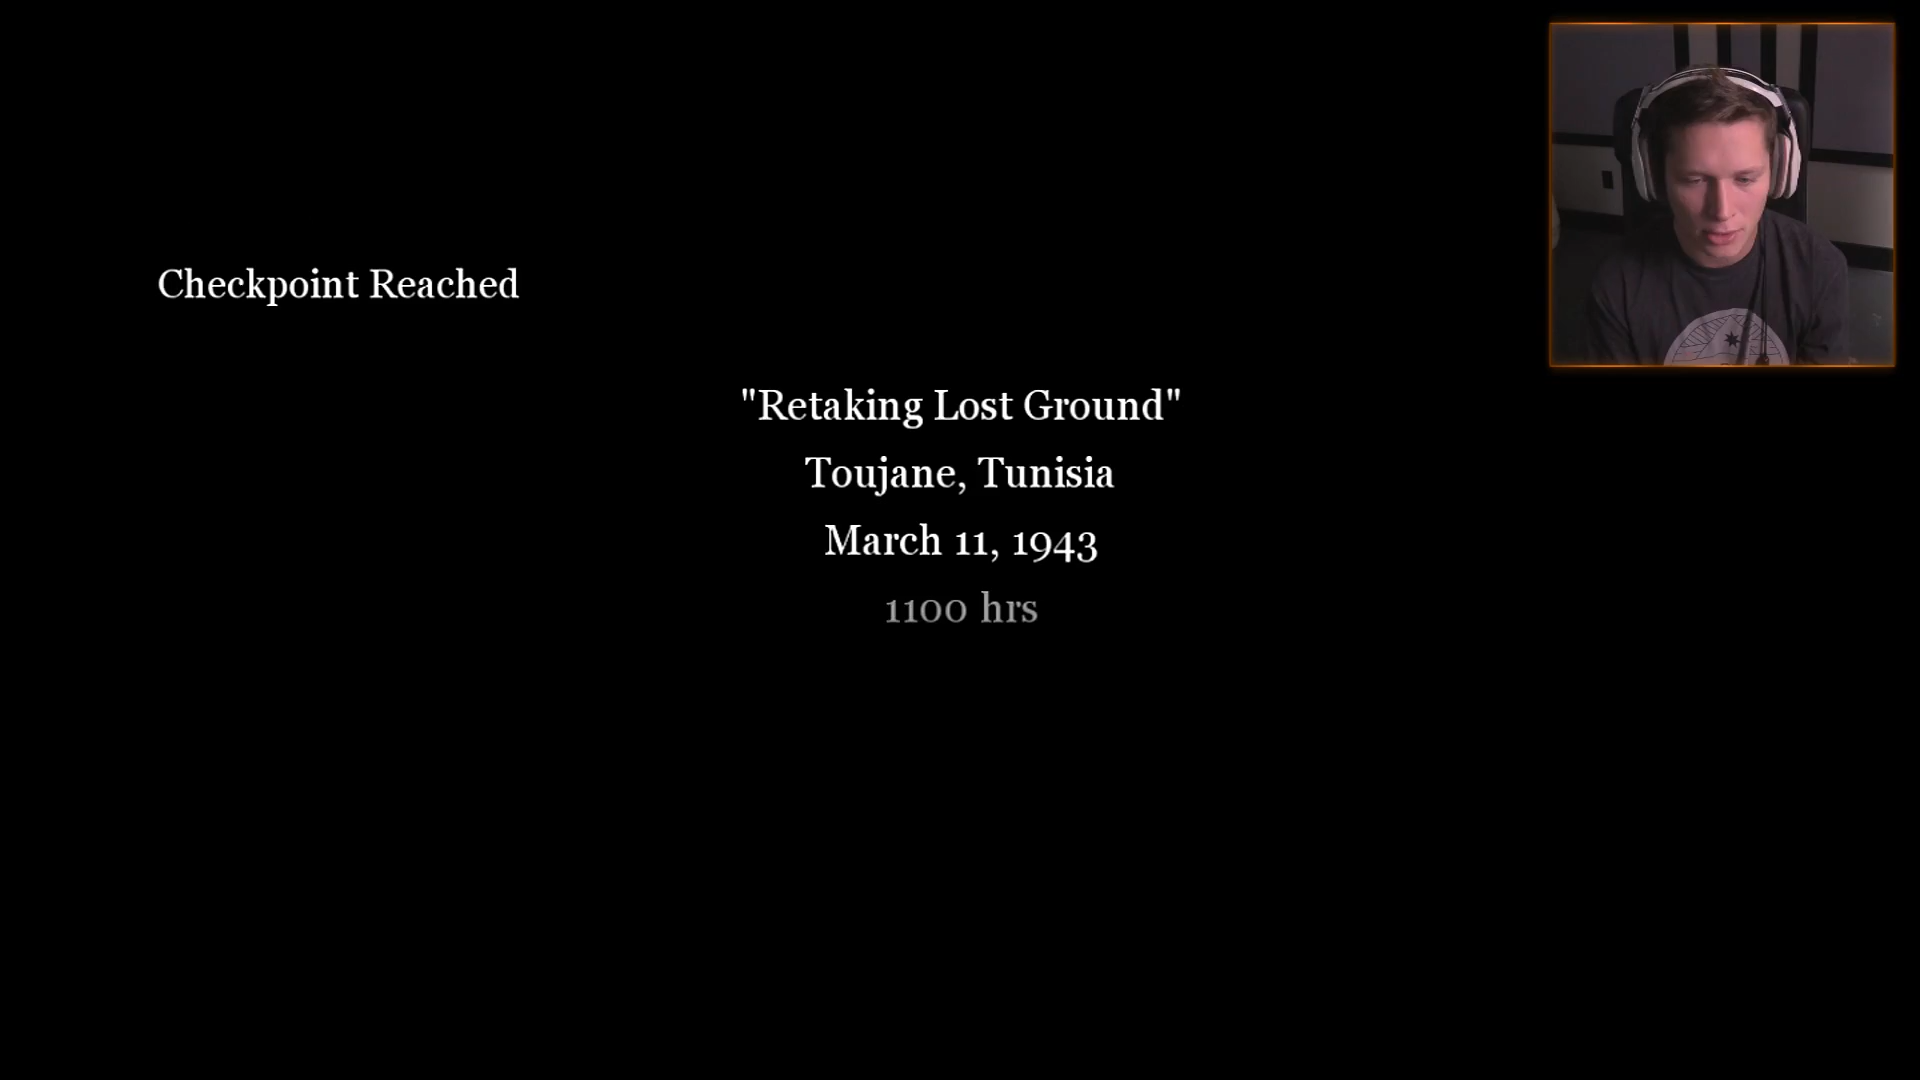 Checkpoint Reached
"Retaking Lost Ground"
Toujane, Tunisia
March 11, 1943
1100 hrs